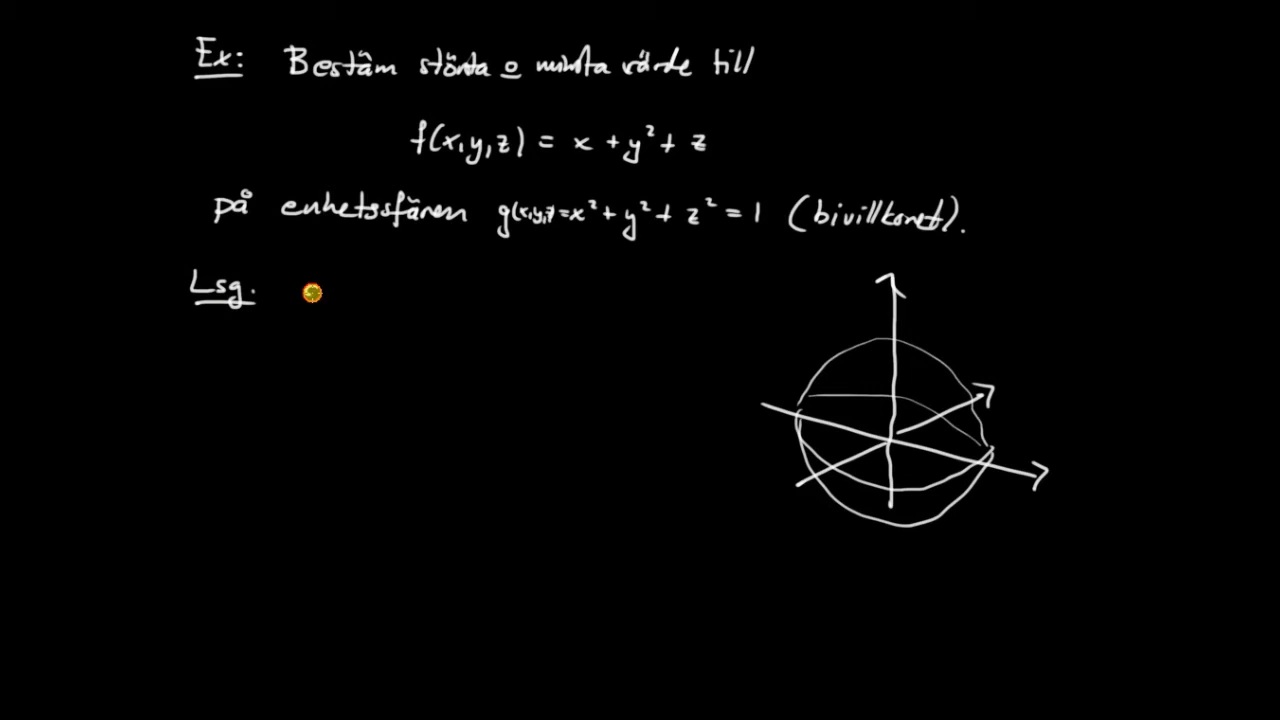 Ex: Bestäm största o minsta värde till
f(x,y,z) = x + y² + z
på enhetssfären g(x,y,z)=x² + y² + z² = 1 (bivillkoret).
Lsg.